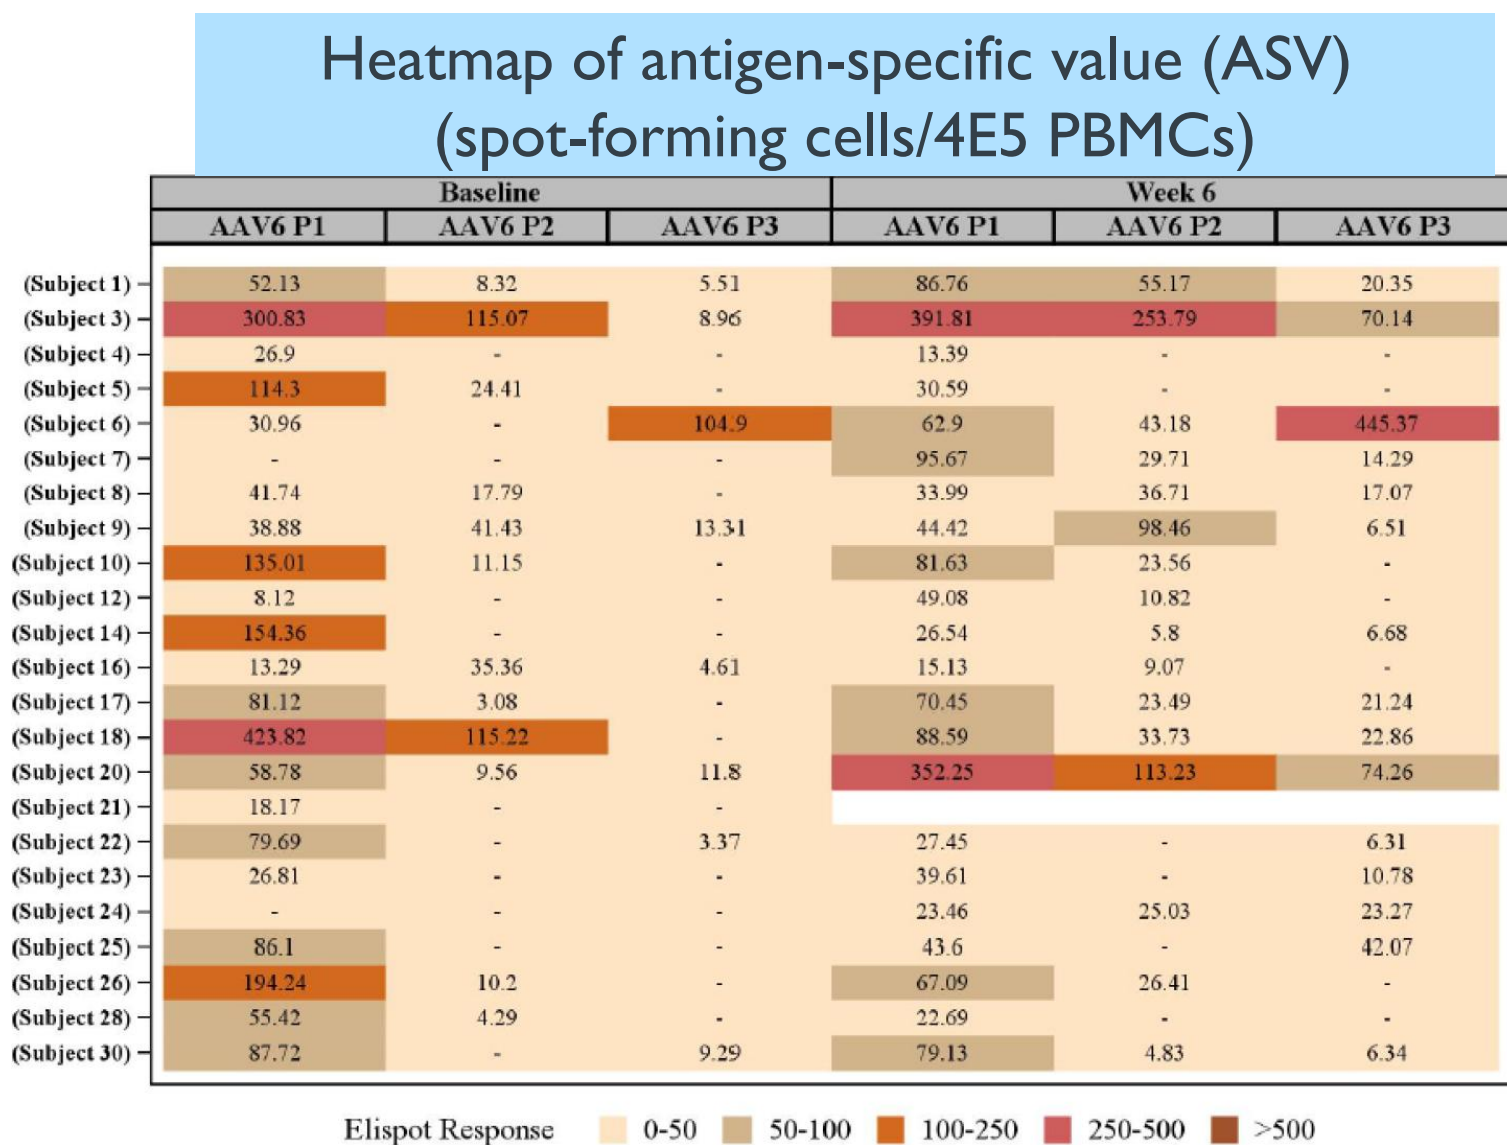 Heatmap of antigen-specific value (ASV)
(spot-forming cells/4E5 PBMCs)
Baseline Week 6
AAV6 P1 AAV6 P2 AAV6 P3 AAV6 P1 AAV6 P2 AAV6 P3
(Subject 1) 52.13 8.32 5.51 86.76 55.17 20.35
(Subject 3) 300.83 115.07 8.96 391.81 253.79 70.14
(Subject 4) 26.9 - - 13.39 - -
(Subject 5) 114.3 24.41 - 30.59 - -
(Subject 6) 30.96 - 104.9 62.9 43.18 445.37
(Subject 7) - - - 95.67 29.71 14.29
(Subject 8) 41.74 17.79 - 33.99 36.71 17.07
(Subject 9) 38.88 41.43 13.31 44.42 98.46 6.51
(Subject 10) 135.01 11.15 - 81.63 23.56 -
(Subject 12) 8.12 - - 49.08 10.82 -
(Subject 14) 154.36 - - 26.54 5.8 6.68
(Subject 16) 13.29 35.36 4.61 15.13 9.07 -
(Subject 17) 81.12 3.08 - 70.45 23.49 21.24
(Subject 18) 423.82 115.22 - 88.59 33.73 22.86
(Subject 20) 58.78 9.56 11.8 352.25 113.23 74.26
(Subject 21) 18.17 - -
(Subject 22) 79.69 - 3.37 27.45 - 6.31
(Subject 23) 26.81 - - 39.61 - 10.78
(Subject 24) - - - 23.46 25.03 23.27
(Subject 25) 86.1 - - 43.6 - 42.07
(Subject 26) 194.24 10.2 - 67.09 26.41 -
(Subject 28) 55.42 4.29 - 22.69 - -
(Subject 30) 87.72 - 9.29 79.13 4.83 6.34
Elispot Response 0-50 50-100 100-250 250-500 >500